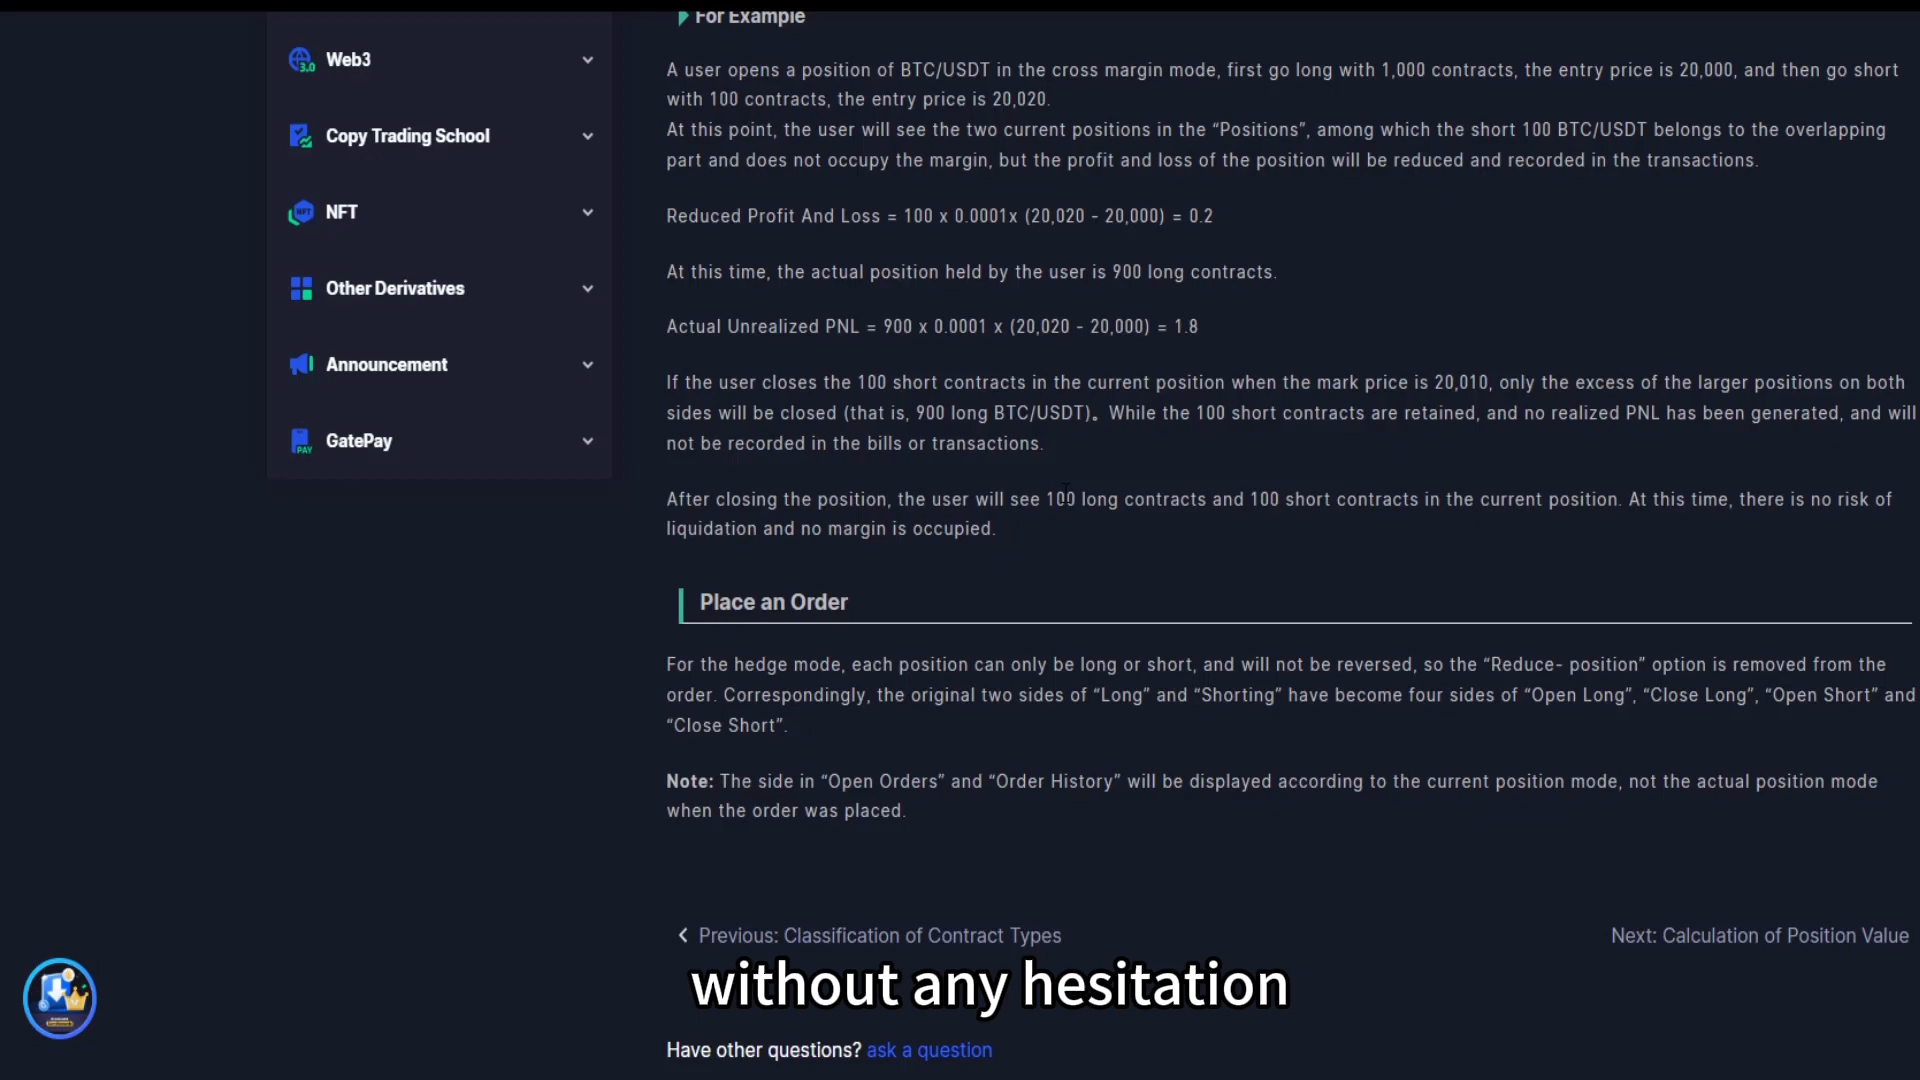 For Example
Web3
3.0
Copy Trading School
NFT
Other Derivatives
Announcement
GatePay
PAY
A user opens a position of BTC/USDT in the cross margin mode, first go long with 1,000 contracts, the entry price is 20,000, and then go short
with 100 contracts, the entry price is 20,020.
At this point, the user will see the two current positions in the “Positions”, among which the short 100 BTC/USDT belongs to the overlapping
part and does not occupy the margin, but the profit and loss of the position will be reduced and recorded in the transactions.
Reduced Profit And Loss = 100 x 0.0001x (20,020 - 20,000) = 0.2
At this time, the actual position held by the user is 900 long contracts.
Actual Unrealized PNL = 900 x 0.0001 x (20,020 - 20,000) = 1.8
If the user closes the 100 short contracts in the current position when the mark price is 20,010, only the excess of the larger positions on both
sides will be closed (that is, 900 long BTC/USDT)。While the 100 short contracts are retained, and no realized PNL has been generated, and will
not be recorded in the bills or transactions.
After closing the position, the user will see 100 long contracts and 100 short contracts in the current position. At this time, there is no risk of
liquidation and no margin is occupied.
Place an Order
For the hedge mode, each position can only be long or short, and will not be reversed, so the “Reduce- position” option is removed from the
order. Correspondingly, the original two sides of “Long” and “Shorting” have become four sides of “Open Long”, “Close Long”, “Open Short” and
“Close Short”.
Note: The side in “Open Orders” and “Order History” will be displayed according to the current position mode, not the actual position mode
when the order was placed.
Previous: Classification of Contract Types
Next: Calculation of Position Value
without any hesitation
Have other questions? ask a question